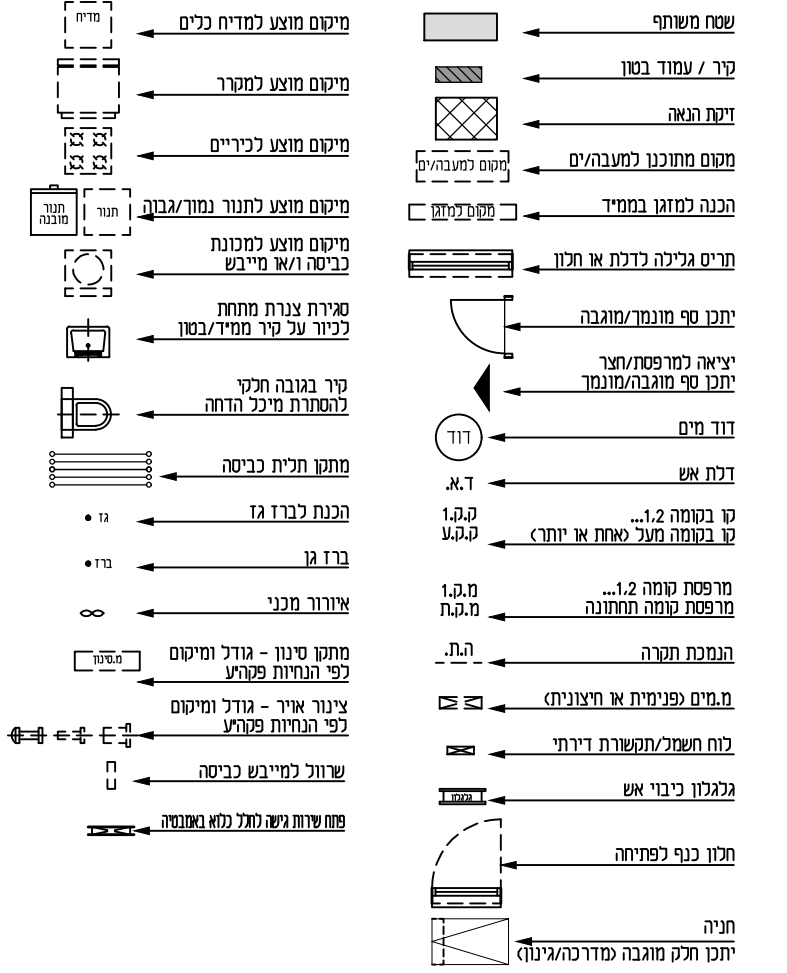 שטח משותף
קיר / עמוד בטון
זיקת הנאה
מקום מתוכנן למעבה/ים
מקום למעבה/ים
הכנה למזגן בממ"ד
מקום למזגן
תריס גלילה לדלת או חלון
יתכן סף מונמך/מוגבה
יציאה למרפסת/חצר
יתכן סף מוגבה/מונמך
דוד מים
דוד
דלת אש
ד.א.
קו בקומה 1,2...
קו בקומה מעל (אחת או יותר)
ק.ק.1
ק.ק.ע
מרפסת קומה 1,2...
מרפסת קומה תחתונה
מ.ק.1
מ.ק.ת
הנמכת תקרה
ה.ת.
מ.מים (פנימית או חיצונית)
לוח חשמל/תקשורת דירתי
גלגלון כיבוי אש
גלגלון
חלון כנף לפתיחה
חניה
יתכן חלק מוגבה (מדרכה/גינון)
מיקום מוצע למדיח כלים
מדיח
מיקום מוצע למקרר
מיקום מוצע לכיריים
מיקום מוצע לתנור נמוך/גבוה
תנור
תנור
מובנה
מיקום מוצע למכונת
כביסה ו/או מייבש
סגירת צנרת מתחת
לכיור על קיר ממ"ד/בטון
קיר בגובה חלקי
להסתרת מיכל הדחה
מתקן תלית כביסה
הכנת לברז גז
גז
ברז גן
ברז
איורור מכני
מתקן סינון - גודל ומיקום
לפי הנחיות פקה"ע
מ.סינון
צינור אויר - גודל ומיקום
לפי הנחיות פקה"ע
שרוול למייבש כביסה
פתח שירות גישה לחלל כלוא באמבטיה